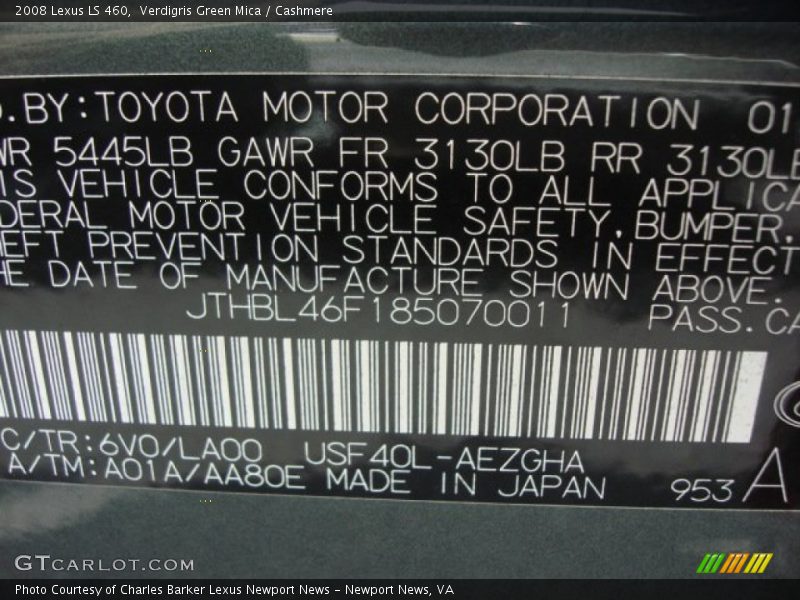 2008 Lexus LS 460, Verdigris Green Mica / Cashmere
D.BY:TOYOTA MOTOR CORPORATION 01
WR 5445LB GAWR FR 3130LB RR 3130LB
IS VEHICLE CONFORMS TO ALL APPLICA
DERAL MOTOR VEHICLE SAFETY, BUMPER,
EFT PREVENTION STANDARDS IN EFFECT
HE DATE OF MANUFACTURE SHOWN ABOVE.
JTHBL46F185070011 PASS.CA
C/TR:6V0/LA00 USF40L-AEZGHA
A/TM:A01A/AA80E MADE IN JAPAN 953 A
GTCARLOT.COM
Photo Courtesy of Charles Barker Lexus Newport News - Newport News, VA